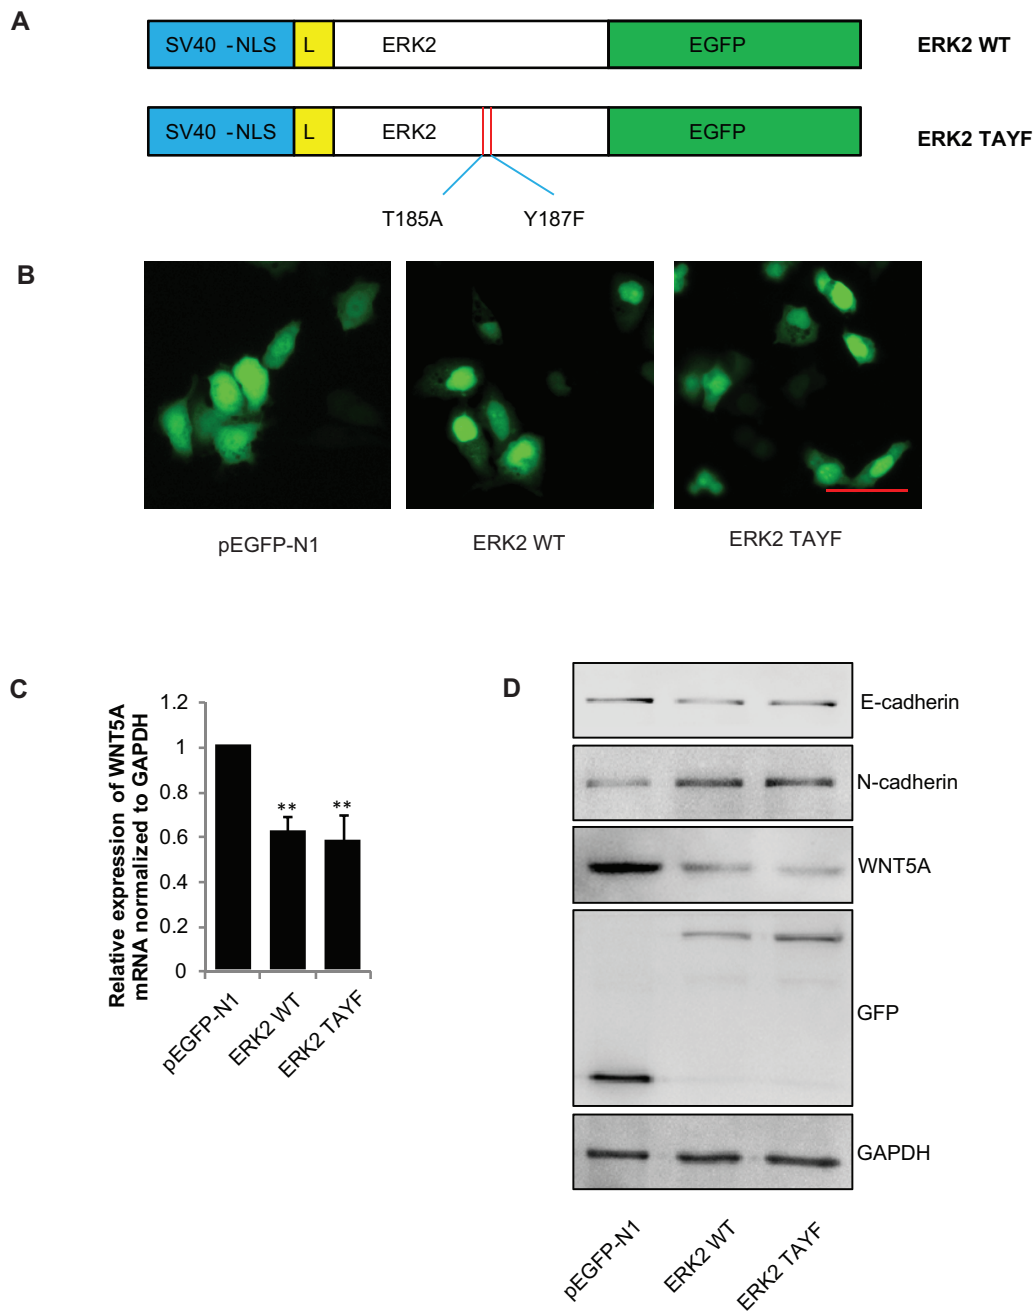 A
SV40 -NLS L ERK2 EGFP ERK2 WT
SV40 -NLS L ERK2 EGFP ERK2 TAYF
T185A Y187F
B
pEGFP-N1 ERK2 WT ERK2 TAYF
C
Relative expression of WNT5A
mRNA normalized to GAPDH
1.2
1
0.8
0.6
0.4
0.2
0
** **
pEGFP-N1 ERK2 WT ERK2 TAYF
D
E-cadherin
N-cadherin
WNT5A
GFP
GAPDH
pEGFP-N1 ERK2 WT ERK2 TAYF